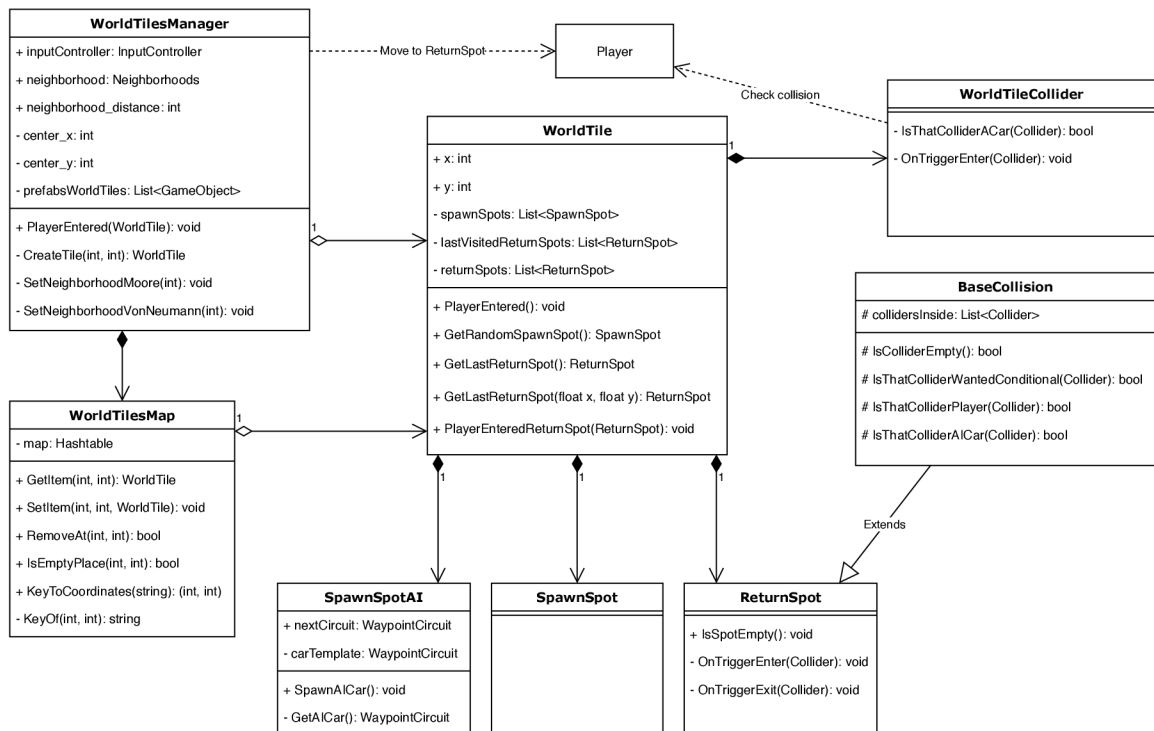 WorldTilesManager
+ inputController: InputController
+ neighborhood: Neighborhoods
+ neighborhood_distance: int
- center_x: int
- center_y: int
- prefabsWorldTiles: List<GameObject>
+ PlayerEntered(WorldTile): void
- CreateTile(int, int): WorldTile
- SetNeighborhoodMoore(int): void
- SetNeighborhoodVonNeumann(int): void
Move to ReturnSpot
Player
Check collision
WorldTileCollider
- IsThatColliderACar(Collider): bool
- OnTriggerEnter(Collider): void
1
1
WorldTile
+ x: int
+ y: int
- spawnSpots: List<SpawnSpot>
- lastVisitedReturnSpots: List<ReturnSpot>
- returnSpots: List<ReturnSpot>
+ PlayerEntered(): void
+ GetRandomSpawnSpot(): SpawnSpot
+ GetLastReturnSpot(): ReturnSpot
+ GetLastReturnSpot(float x, float y): ReturnSpot
+ PlayerEnteredReturnSpot(ReturnSpot): void
BaseCollision
# collidersInside: List<Collider>
# IsColliderEmpty(): bool
# IsThatColliderWantedConditional(Collider): bool
# IsThatColliderPlayer(Collider): bool
# IsThatColliderAICar(Collider): bool
WorldTilesMap
- map: Hashtable
+ GetItem(int, int): WorldTile
+ SetItem(int, int, WorldTile): void
+ RemoveAt(int, int): bool
+ IsEmptyPlace(int, int): bool
+ KeyToCoordinates(string): (int, int)
- KeyOf(int, int): string
1
1
1
1
Extends
SpawnSpotAI
+ nextCircuit: WaypointCircuit
- carTemplate: WaypointCircuit
+ SpawnAICar(): void
- GetAICar(): WaypointCircuit
SpawnSpot
ReturnSpot
+ IsSpotEmpty(): void
- OnTriggerEnter(Collider): void
- OnTriggerExit(Collider): void